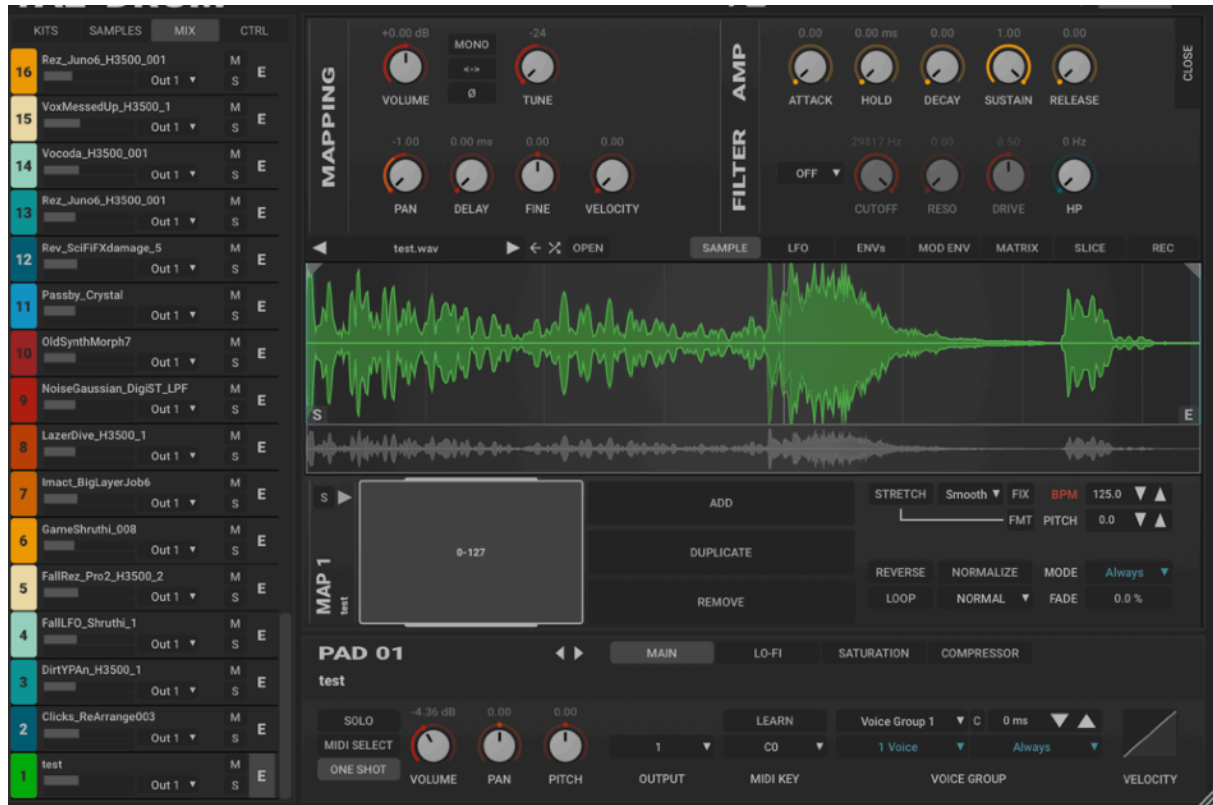 TAL-DRUM
KITS SAMPLES MIX CTRL
16 Rez_Juno6_H3500_001 M
Out 1 S E
15 VoxMessedUp_H3500_1 M
Out 1 S E
14 Vocoda_H3500_001 M
Out 1 S E
13 Rez_Juno6_H3500_001 M
Out 1 S E
12 Rev_SciFiFXdamage_5 M
Out 1 S E
11 Passby_Crystal M
Out 1 S E
10 OldSynthMorph7 M
Out 1 S E
9 NoiseGaussian_DigiST_LPF M
Out 1 S E
8 LazerDive_H3500_1 M
Out 1 S E
7 Imact_BigLayerJob6 M
Out 1 S E
6 GameShruthi_008 M
Out 1 S E
5 FallRez_Pro2_H3500_2 M
Out 1 S E
4 FallLFO_Shruthi_1 M
Out 1 S E
3 DirtYPAn_H3500_1 M
Out 1 S E
2 Clicks_ReArrange003 M
Out 1 S E
1 test M
Out 1 S E
MAPPING
+0.00 dB MONO -24
<->
VOLUME Ø TUNE
-1.00 0.00 ms 0.00 0.00
PAN DELAY FINE VELOCITY
AMP
0.00 0.00 ms 0.00 1.00 0.00
ATTACK HOLD DECAY SUSTAIN RELEASE
CLOSE
FILTER
29817 Hz 0.00 0.50 0 Hz
OFF
CUTOFF RESO DRIVE HP
test.wav OPEN SAMPLE LFO ENVs MOD ENV MATRIX SLICE REC
S E
S
MAP 1
test
0-127
ADD
DUPLICATE
REMOVE
STRETCH Smooth FIX BPM 125.0
FMT PITCH 0.0
REVERSE NORMALIZE MODE Always
LOOP NORMAL FADE 0.0 %
PAD 01 MAIN LO-FI SATURATION COMPRESSOR
test
-4.36 dB 0.00 0.00
SOLO LEARN Voice Group 1 C 0 ms
MIDI SELECT 1 C0 1 Voice Always
ONE SHOT
VOLUME PAN PITCH OUTPUT MIDI KEY VOICE GROUP VELOCITY